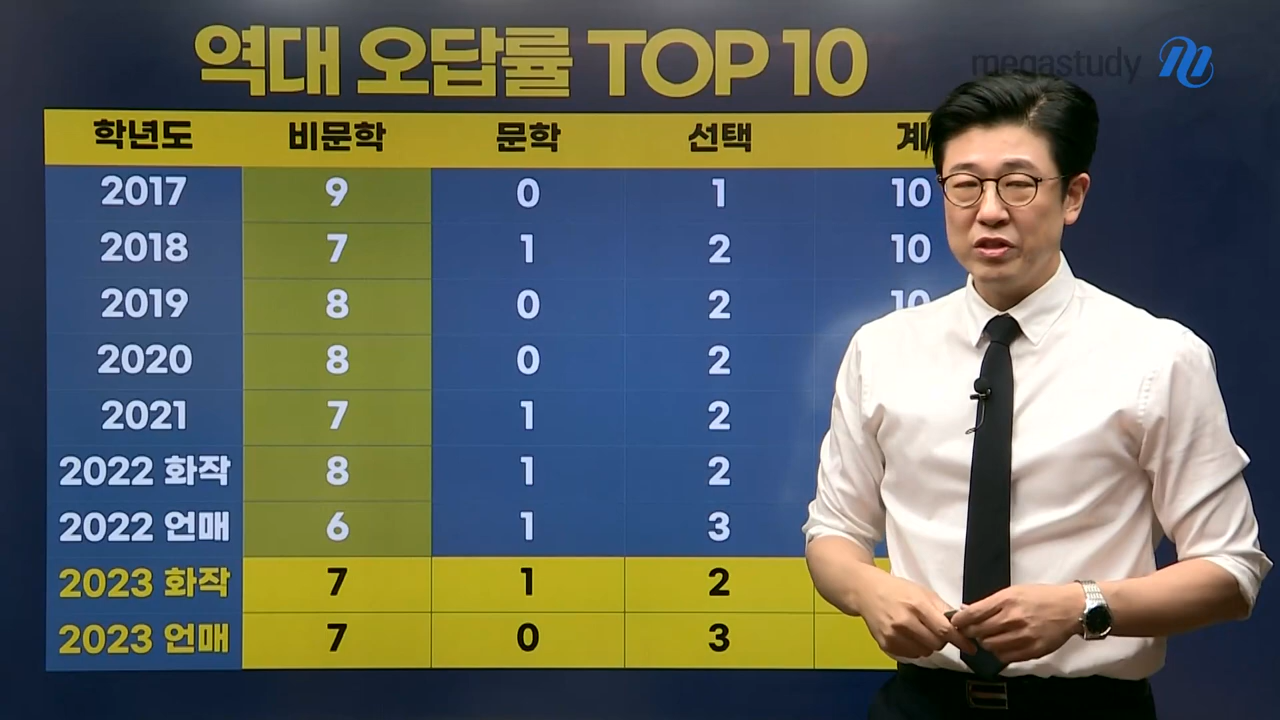 역대 오답률 TOP 10
megastudy
학년도 비문학 문학 선택 계
2017 9 0 1 10
2018 7 1 2 10
2019 8 0 2 10
2020 8 0 2
2021 7 1 2
2022 화작 8 1 2
2022 언매 6 1 3
2023 화작 7 1 2
2023 언매 7 0 3